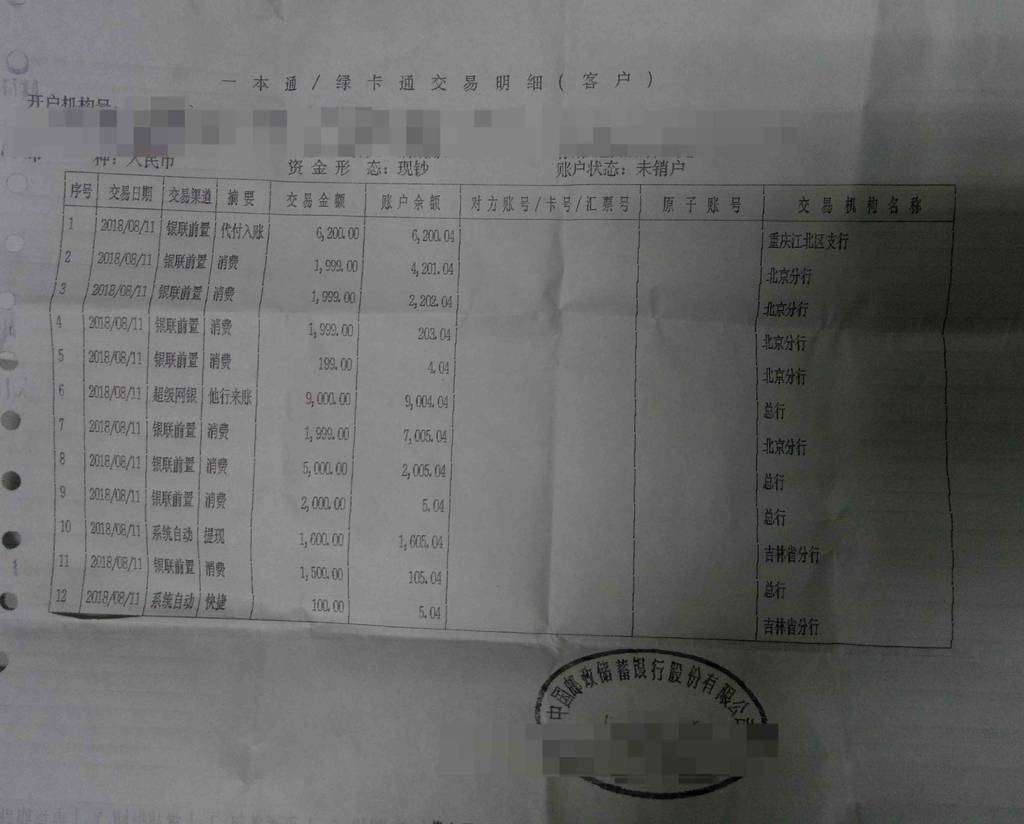 一本通/绿卡通交易明细(客户)
开户机构号:
种:人民币 资金形 态:现钞 账户状态:未销户
序号 交易日期 交易渠道 摘要 交易金额 账户余额 对方账号/卡号/汇票号 原子账号 交易机构名称
1 2018/08/11 银联前置 代付入账 6,200.00 6,200.04 重庆江北区支行
2 2018/08/11 银联前置 消费 1,999.00 4,201.04 北京分行
3 2018/08/11 银联前置 消费 1,999.00 2,202.04 北京分行
4 2018/08/11 银联前置 消费 1,999.00 203.04 北京分行
5 2018/08/11 银联前置 消费 199.00 4.04 北京分行
6 2018/08/11 超级网银 他行来账 9,000.00 9,004.04 总行
7 2018/08/11 银联前置 消费 1,999.00 7,005.04 北京分行
8 2018/08/11 银联前置 消费 5,000.00 2,005.04 总行
9 2018/08/11 银联前置 消费 2,000.00 5.04 总行
10 2018/08/11 系统自动 提现 1,600.00 1,605.04 吉林省分行
11 2018/08/11 银联前置 消费 1,500.00 105.04 总行
12 2018/08/11 系统自动 快捷 100.00 5.04 吉林省分行
中国邮政储蓄银行股份有限公司